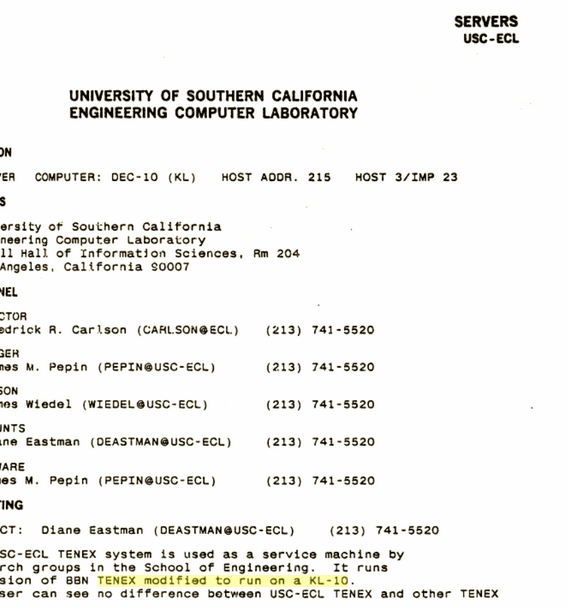 SERVERS
USC-ECL
UNIVERSITY OF SOUTHERN CALIFORNIA
ENGINEERING COMPUTER LABORATORY
ON
ER COMPUTER: DEC-10 (KL) HOST ADDR. 215 HOST 3/IMP 23
S
ersity of Southern California
neering Computer Laboratory
ll Hall of Information Sciences, Rm 204
Angeles, California 90007
NEL
CTOR
edrick R. Carlson (CARLSON@ECL) (213) 741-5520
GER
mes M. Pepin (PEPIN@USC-ECL) (213) 741-5520
SON
mes Wiedel (WIEDEL@USC-ECL) (213) 741-5520
UNTS
ane Eastman (DEASTMAN@USC-ECL) (213) 741-5520
WARE
mes M. Pepin (PEPIN@USC-ECL) (213) 741-5520
ING
CT: Diane Eastman (DEASTMAN@USC-ECL) (213) 741-5520
SC-ECL TENEX system is used as a service machine by
rch groups in the School of Engineering. It runs
sion of BBN TENEX modified to run on a KL-10.
ser can see no difference between USC-ECL TENEX and other TENEX